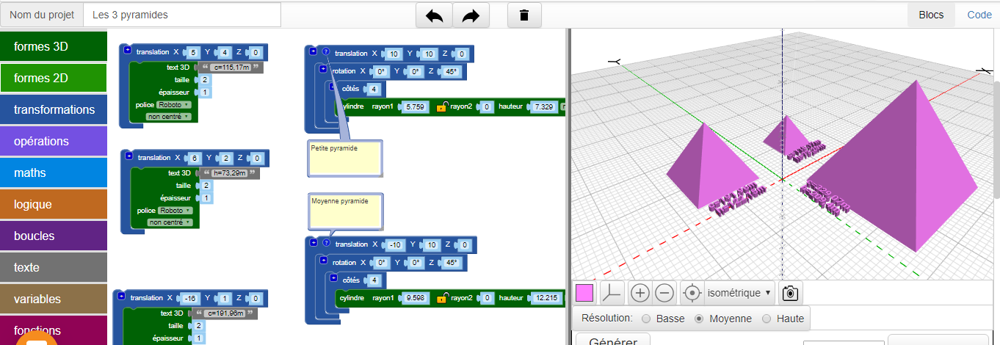 Nom du projet
Les 3 pyramides
Blocs
Code
formes 3D
formes 2D
transformations
opérations
maths
logique
boucles
texte
variables
fonctions
translation X 5 Y 4 Z 0
text 3D “ c=115,17m ”
taille 2
épaisseur 1
police Roboto
non centré
translation X 6 Y 2 Z 0
text 3D “ h=73,29m ”
taille 2
épaisseur 1
police Roboto
non centré
translation X -16 Y 1 Z 0
text 3D “ c=191,96m ”
taille 2
épaisseur 1
? translation X 10 Y 10 Z 0
rotation X 0° Y 0° Z 45°
côtés 4
cylindre rayon1 5.759 rayon2 0 hauteur 7.329
Petite pyramide
Moyenne pyramide
? translation X -10 Y 10 Z 0
rotation X 0° Y 0° Z 45°
côtés 4
cylindre rayon1 9.598 rayon2 0 hauteur 12.215
Y
X
isométrique
Résolution: Basse Moyenne Haute
Générer